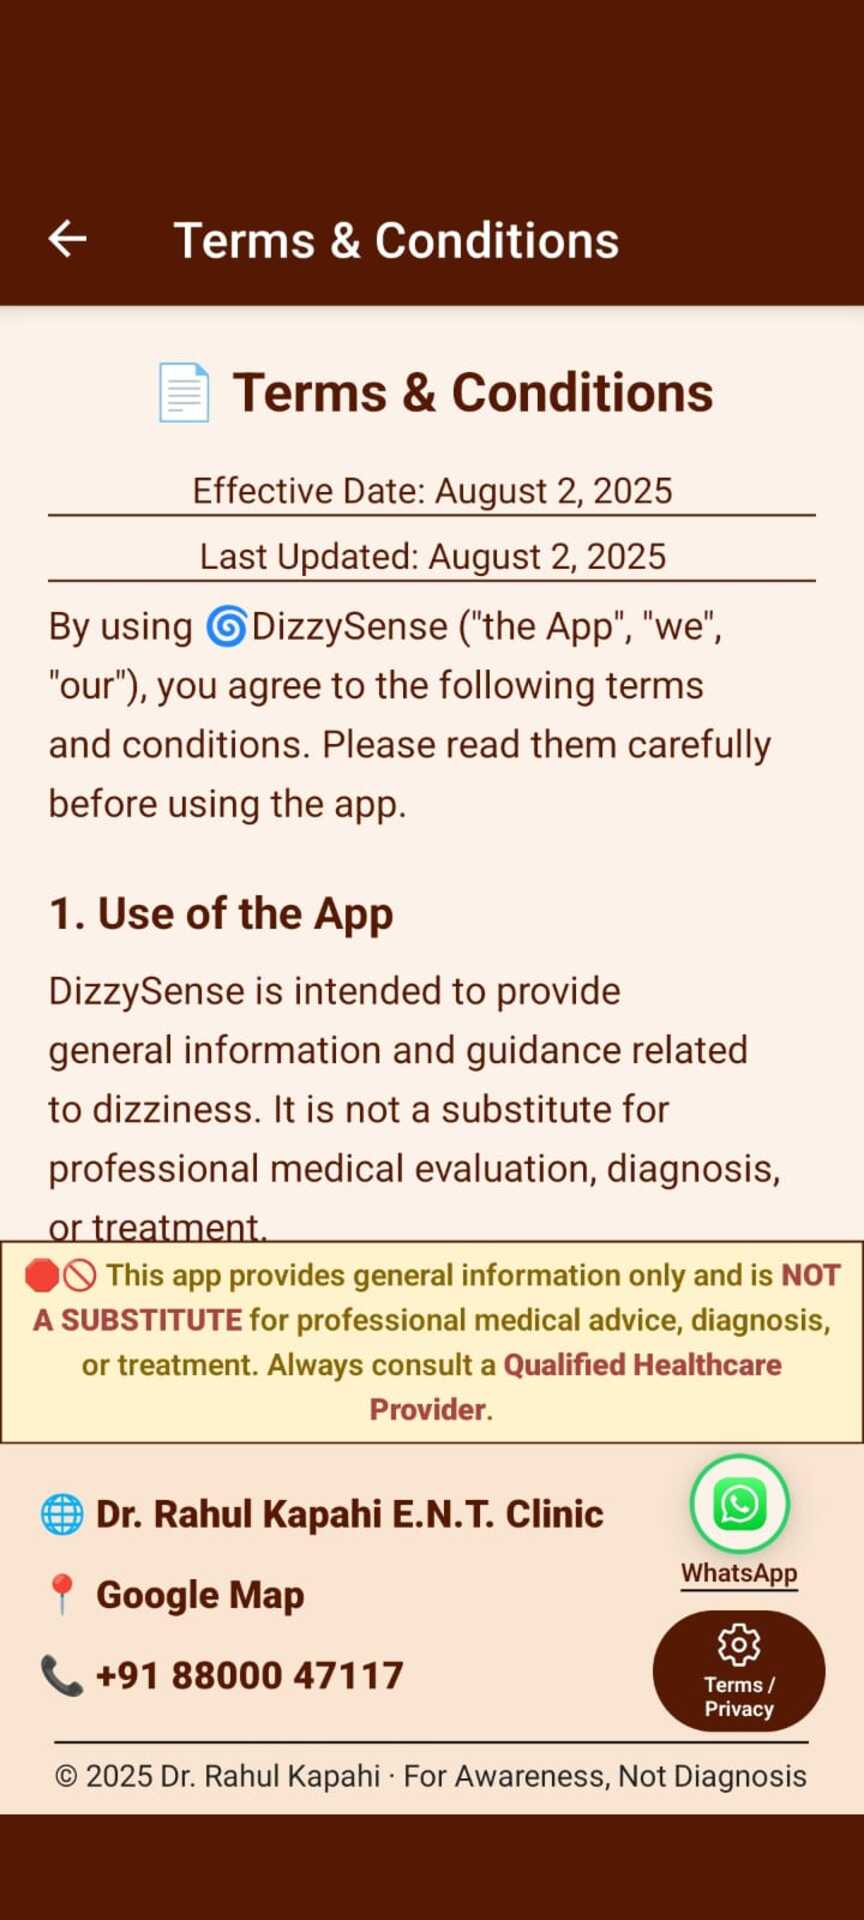 Terms & Conditions
Terms & Conditions
Effective Date: August 2, 2025
Last Updated: August 2, 2025
By using 🌀DizzySense ("the App", "we",
"our"), you agree to the following terms
and conditions. Please read them carefully
before using the app.
1. Use of the App
DizzySense is intended to provide
general information and guidance related
to dizziness. It is not a substitute for
professional medical evaluation, diagnosis,
or treatment.
This app provides general information only and is NOT
A SUBSTITUTE for professional medical advice, diagnosis,
or treatment. Always consult a Qualified Healthcare
Provider.
Dr. Rahul Kapahi E.N.T. Clinic
Google Map
+91 88000 47117
WhatsApp
Terms /
Privacy
© 2025 Dr. Rahul Kapahi · For Awareness, Not Diagnosis